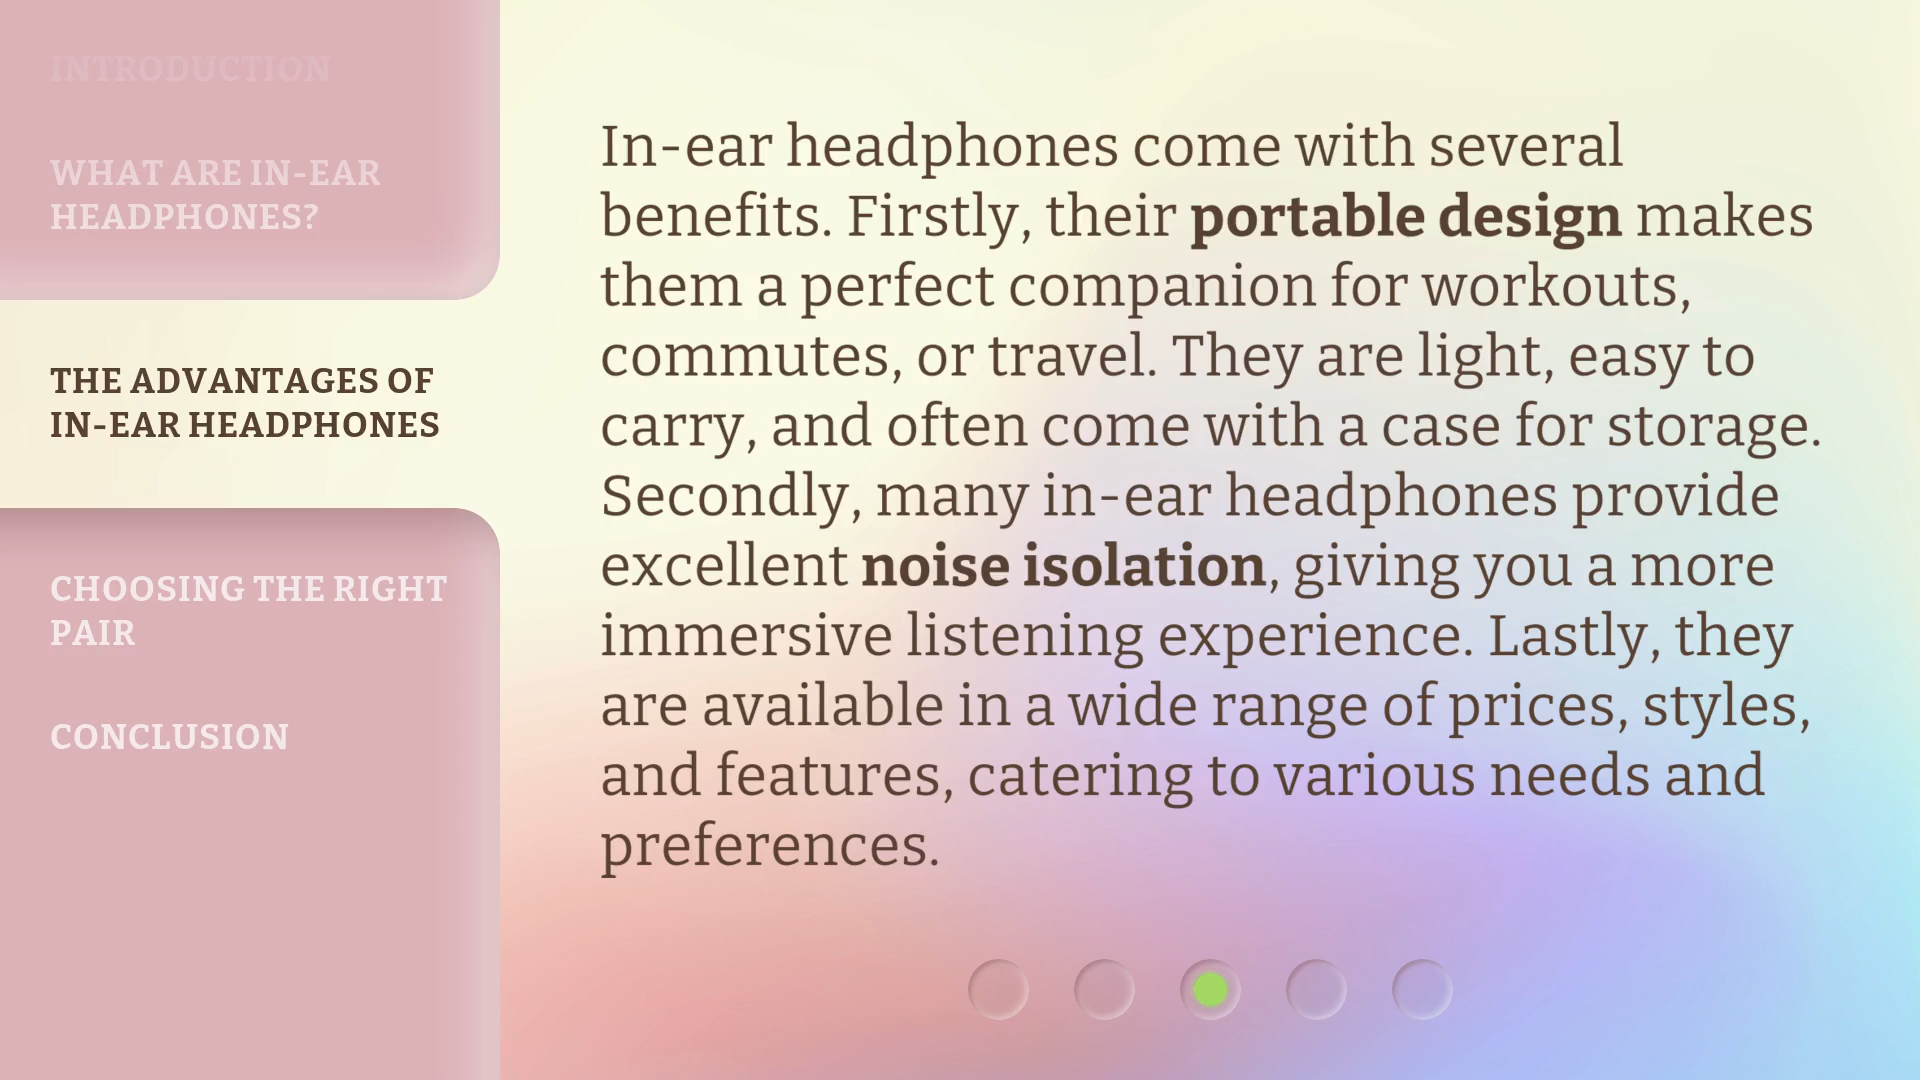 INTRODUCTION
WHAT ARE IN-EAR
HEADPHONES?
THE ADVANTAGES OF
IN-EAR HEADPHONES
CHOOSING THE RIGHT
PAIR
CONCLUSION
In-ear headphones come with several
benefits. Firstly, their portable design makes
them a perfect companion for workouts,
commutes, or travel. They are light, easy to
carry, and often come with a case for storage.
Secondly, many in-ear headphones provide
excellent noise isolation, giving you a more
immersive listening experience. Lastly, they
are available in a wide range of prices, styles,
and features, catering to various needs and
preferences.